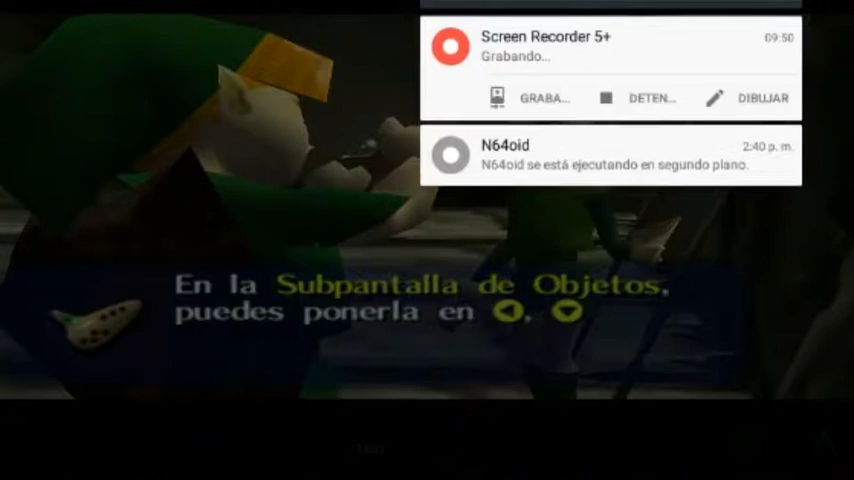 Screen Recorder 5+ 09:50
Grabando...
GRABA... DETEN... DIBUJAR
N64oid 2:40 p. m.
N64oid se está ejecutando en segundo plano.
En la Subpantalla de Objetos,
puedes ponerla en ◀, ▼